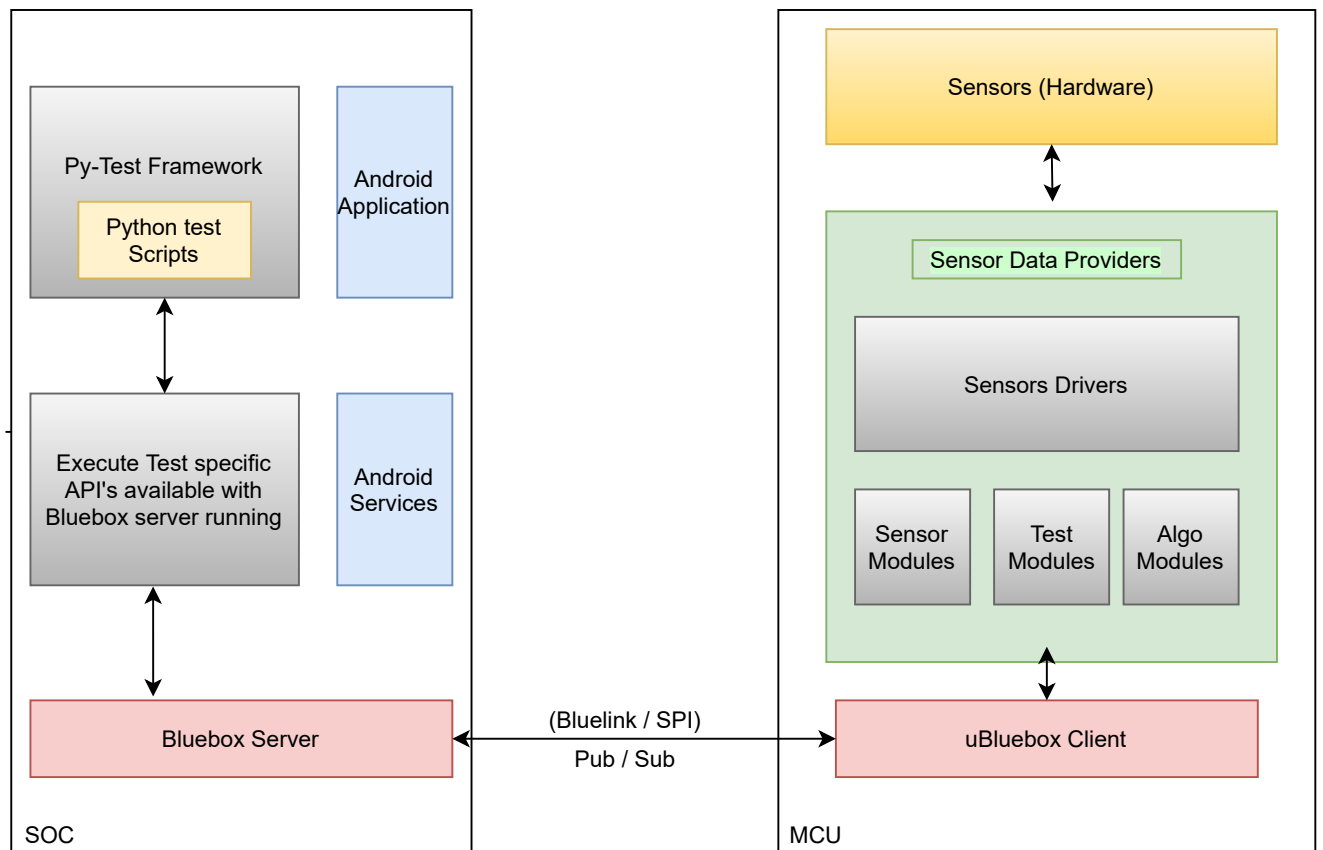 Py-Test Framework
Python test
Scripts
Android
Application
Execute Test specific
API's available with
Bluebox server running
Android
Services
Bluebox Server
SOC
(Bluelink / SPI)
Pub / Sub
Sensors (Hardware)
Sensor Data Providers
Sensors Drivers
Sensor
Modules
Test
Modules
Algo
Modules
uBluebox Client
MCU